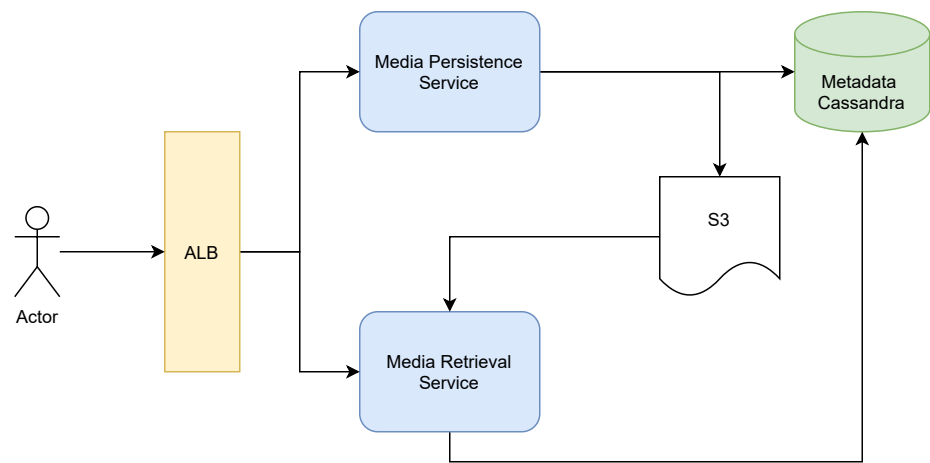 Media Persistence
Service
Metadata
Cassandra
S3
ALB
Actor
Media Retrieval
Service